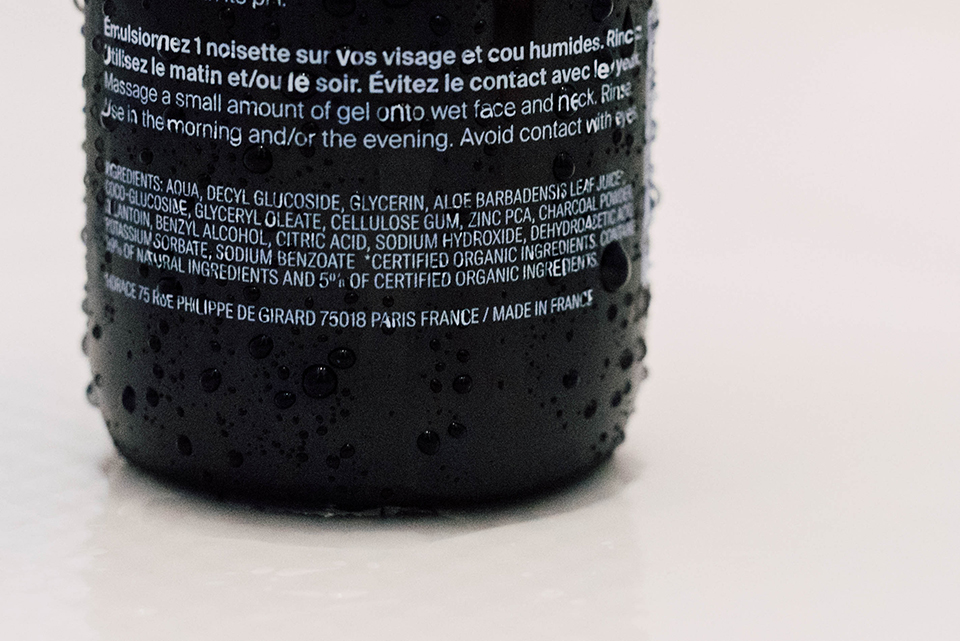 pH.
Émulsionnez 1 noisette sur vos visage et cou humides. Rinc
Utilisez le matin et/ou le soir. Évitez le contact avec les yeux.
Massage a small amount of gel onto wet face and neck. Rinse
Use in the morning and/or the evening. Avoid contact with eyes
INGREDIENTS: AQUA, DECYL GLUCOSIDE, GLYCERIN, ALOE BARBADENSIS LEAF JUICE*
COCO-GLUCOSIDE, GLYCERYL OLEATE, CELLULOSE GUM, ZINC PCA, CHARCOAL POWDER,
LLANTOIN, BENZYL ALCOHOL, CITRIC ACID, SODIUM HYDROXIDE, DEHYDROACETIC ACID,
POTASSIUM SORBATE, SODIUM BENZOATE *CERTIFIED ORGANIC INGREDIENTS. CONTAINS
OF NATURAL INGREDIENTS AND 5% OF CERTIFIED ORGANIC INGREDIENTS.
HORACE 75 RUE PHILIPPE DE GIRARD 75018 PARIS FRANCE / MADE IN FRANCE